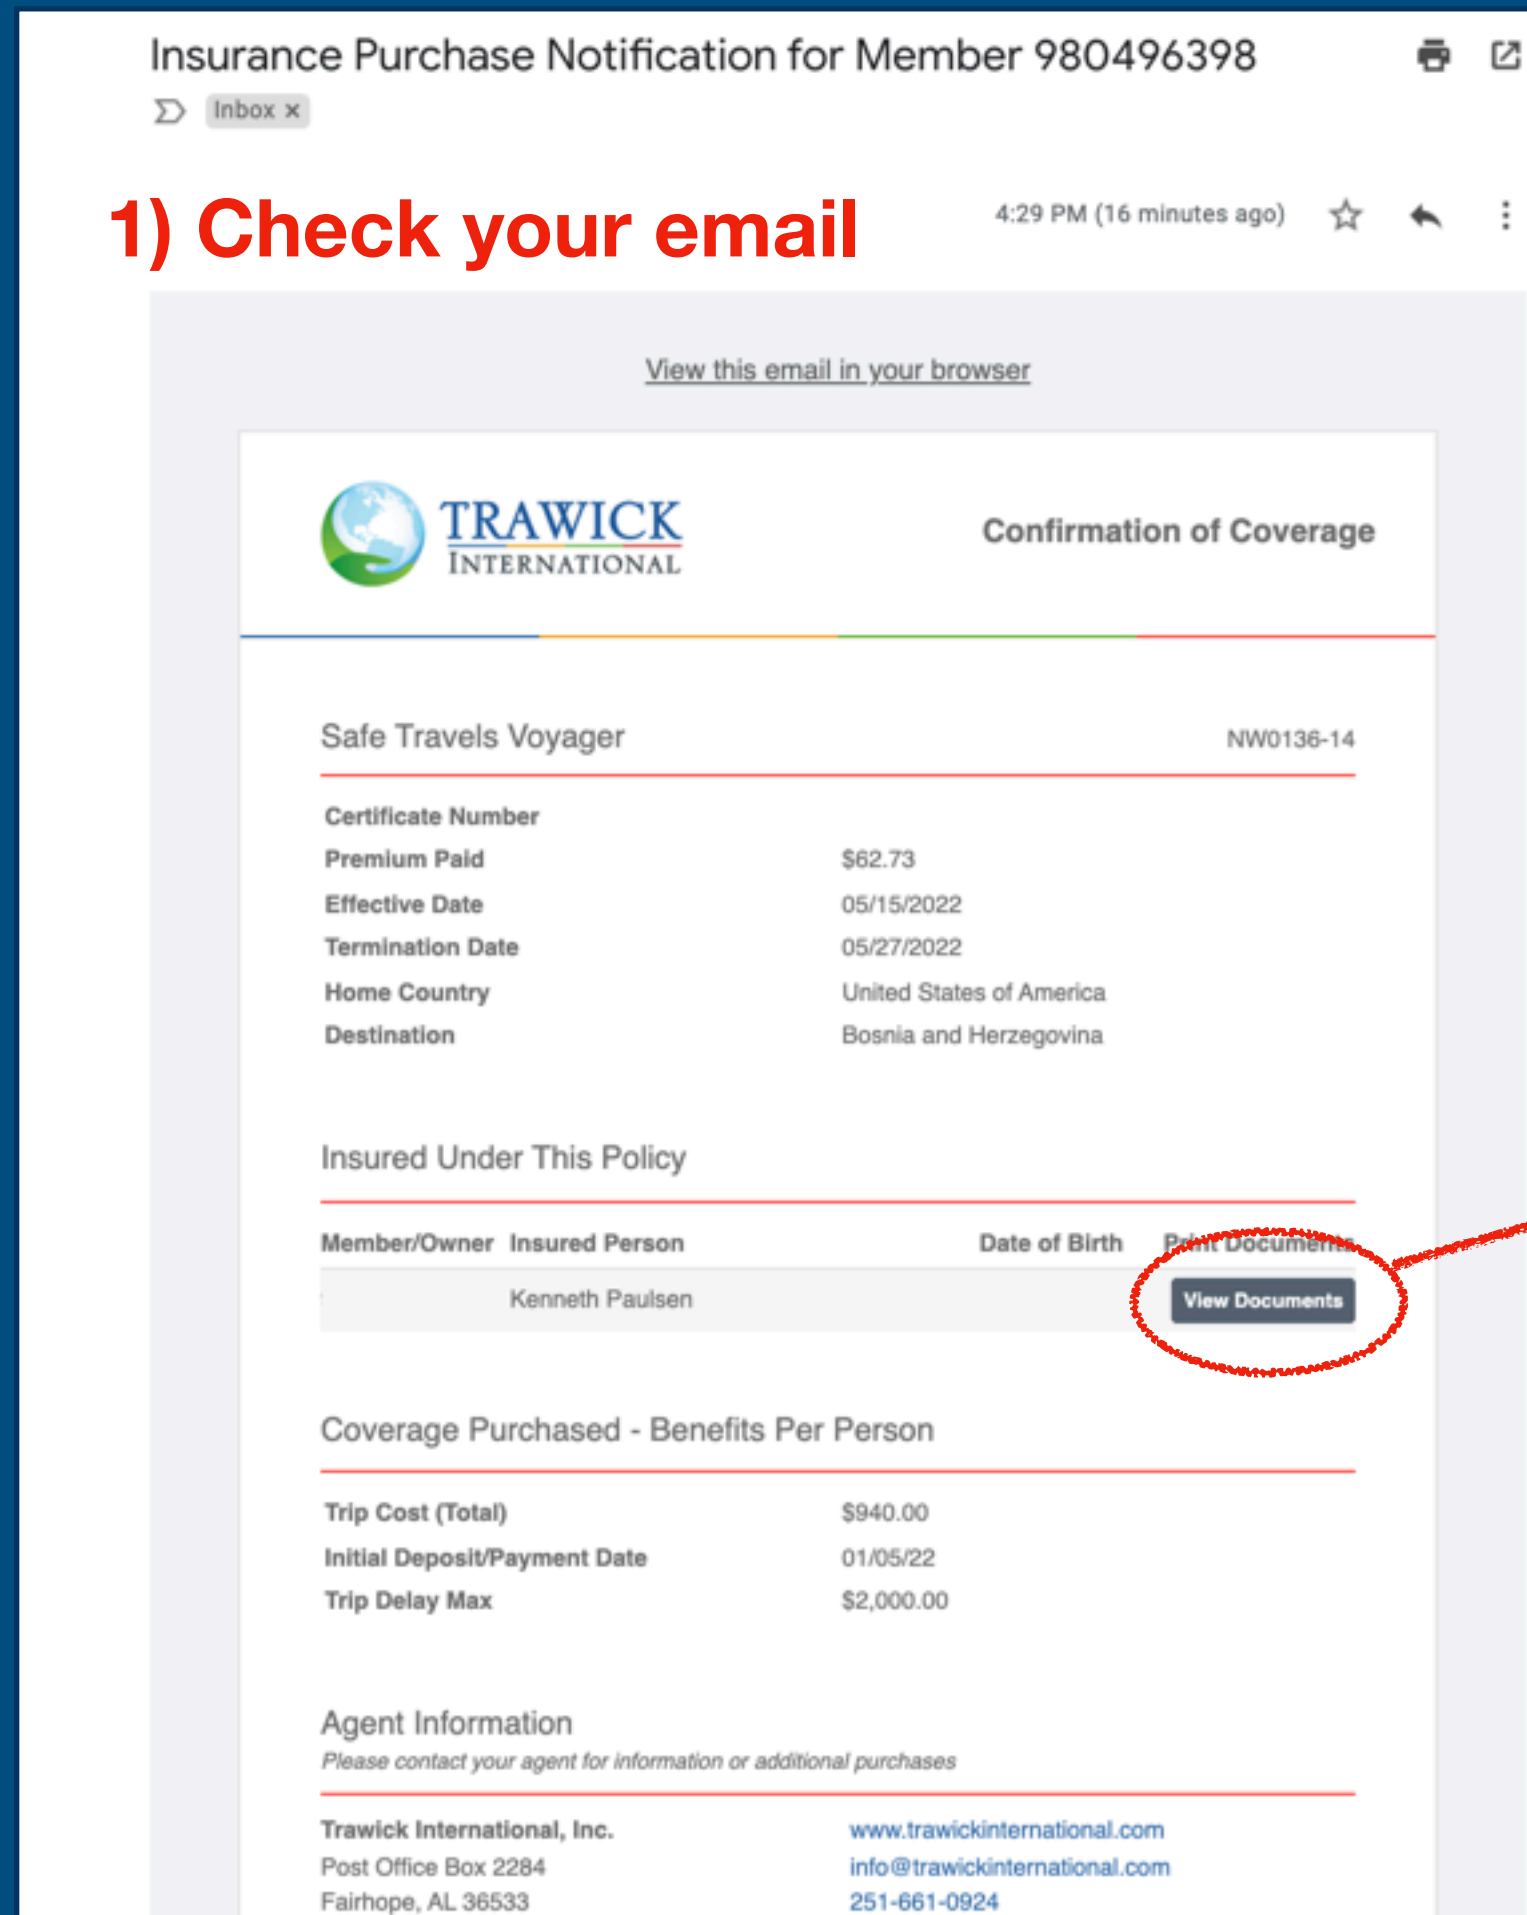 Insurance Purchase Notification for Member 980496398
Inbox x
1) Check your email
4:29 PM (16 minutes ago)
View this email in your browser
TRAWICK
INTERNATIONAL
Confirmation of Coverage
Safe Travels Voyager NW0136-14
Certificate Number
Premium Paid $62.73
Effective Date 05/15/2022
Termination Date 05/27/2022
Home Country United States of America
Destination Bosnia and Herzegovina
Insured Under This Policy
Member/Owner Insured Person Date of Birth Print Documents
Kenneth Paulsen View Documents
Coverage Purchased - Benefits Per Person
Trip Cost (Total) $940.00
Initial Deposit/Payment Date 01/05/22
Trip Delay Max $2,000.00
Agent Information
Please contact your agent for information or additional purchases
Trawick International, Inc. www.trawickinternational.com
Post Office Box 2284 info@trawickinternational.com
Fairhope, AL 36533 251-661-0924